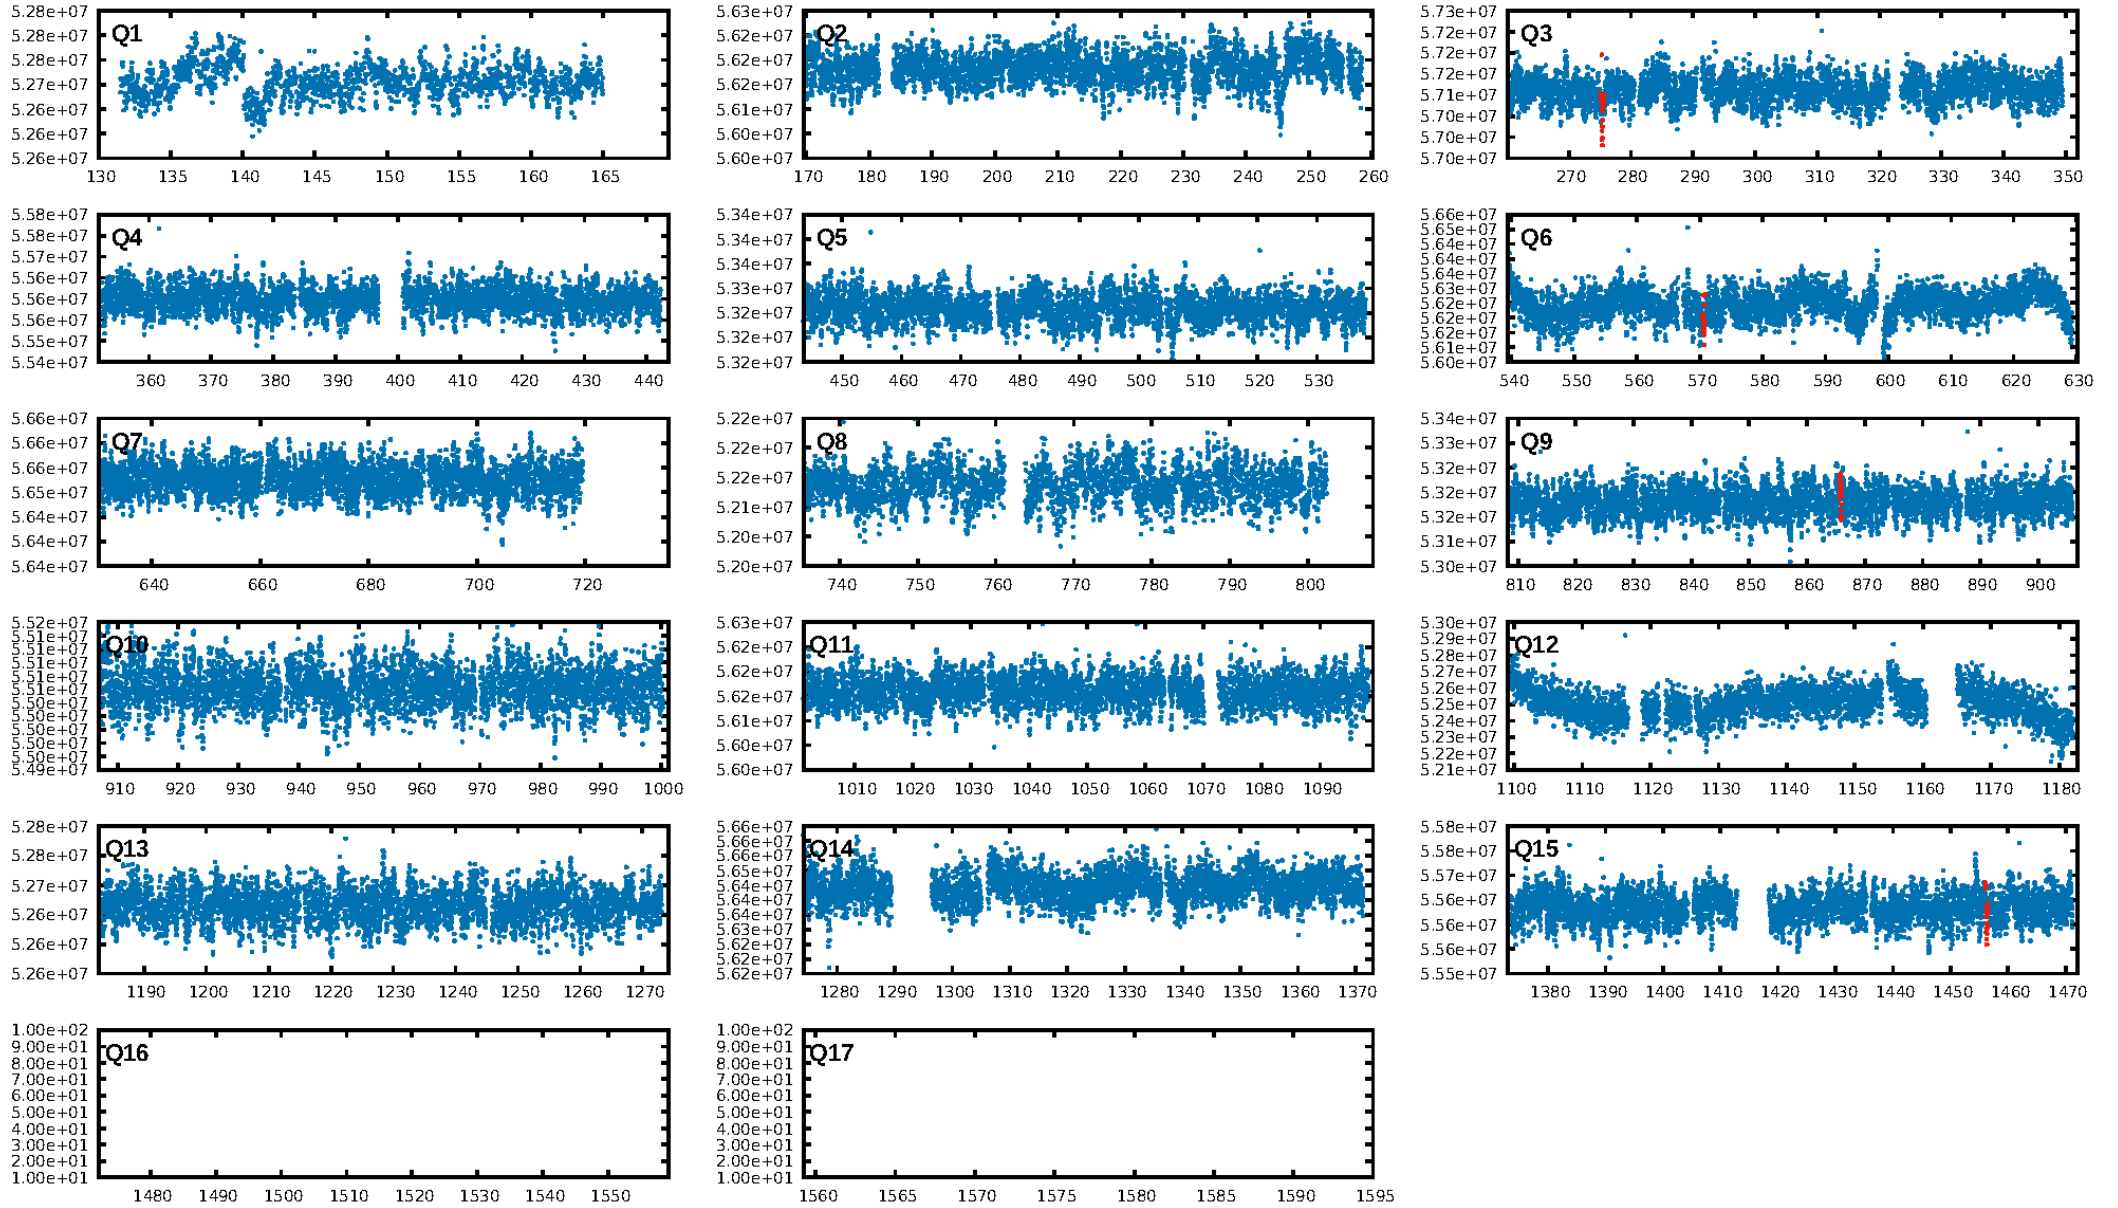 Q1
5.28e+07
5.28e+07
5.28e+07
5.27e+07
5.26e+07
5.26e+07
5.26e+07
130 135 140 145 150 155 160 165
Q2
5.63e+07
5.62e+07
5.62e+07
5.62e+07
5.61e+07
5.60e+07
5.60e+07
170 180 190 200 210 220 230 240 250 260
Q3
5.73e+07
5.72e+07
5.72e+07
5.72e+07
5.71e+07
5.70e+07
5.70e+07
5.70e+07
270 280 290 300 310 320 330 340 350
Q4
5.58e+07
5.58e+07
5.57e+07
5.56e+07
5.56e+07
5.56e+07
5.55e+07
5.54e+07
360 370 380 390 400 410 420 430 440
Q5
5.34e+07
5.34e+07
5.34e+07
5.33e+07
5.32e+07
5.32e+07
5.32e+07
450 460 470 480 490 500 510 520 530
Q6
5.66e+07
5.65e+07
5.64e+07
5.64e+07
5.64e+07
5.63e+07
5.62e+07
5.62e+07
5.62e+07
5.61e+07
5.60e+07
540 550 560 570 580 590 600 610 620 630
Q7
5.66e+07
5.66e+07
5.66e+07
5.65e+07
5.64e+07
5.64e+07
5.64e+07
640 660 680 700 720
Q8
5.22e+07
5.22e+07
5.22e+07
5.21e+07
5.20e+07
5.20e+07
740 750 760 770 780 790 800
Q9
5.34e+07
5.33e+07
5.32e+07
5.32e+07
5.32e+07
5.31e+07
5.30e+07
810 820 830 840 850 860 870 880 890 900
Q10
5.52e+07
5.51e+07
5.51e+07
5.51e+07
5.51e+07
5.51e+07
5.50e+07
5.50e+07
5.50e+07
5.50e+07
5.49e+07
910 920 930 940 950 960 970 980 990 1000
Q11
5.63e+07
5.62e+07
5.62e+07
5.62e+07
5.61e+07
5.60e+07
5.60e+07
1010 1020 1030 1040 1050 1060 1070 1080 1090
Q12
5.30e+07
5.29e+07
5.28e+07
5.27e+07
5.26e+07
5.25e+07
5.24e+07
5.23e+07
5.22e+07
5.21e+07
1100 1110 1120 1130 1140 1150 1160 1170 1180
Q13
5.28e+07
5.28e+07
5.27e+07
5.26e+07
5.26e+07
5.26e+07
1190 1200 1210 1220 1230 1240 1250 1260 1270
Q14
5.66e+07
5.66e+07
5.66e+07
5.65e+07
5.64e+07
5.64e+07
5.64e+07
5.63e+07
5.62e+07
5.62e+07
5.62e+07
1280 1290 1300 1310 1320 1330 1340 1350 1360 1370
Q15
5.58e+07
5.58e+07
5.57e+07
5.56e+07
5.56e+07
5.56e+07
5.55e+07
1380 1390 1400 1410 1420 1430 1440 1450 1460 1470
Q16
1.00e+02
9.00e+01
8.00e+01
7.00e+01
6.00e+01
5.00e+01
4.00e+01
3.00e+01
2.00e+01
1.00e+01
1480 1490 1500 1510 1520 1530 1540 1550
Q17
1.00e+02
9.00e+01
8.00e+01
7.00e+01
6.00e+01
5.00e+01
4.00e+01
3.00e+01
2.00e+01
1.00e+01
1560 1565 1570 1575 1580 1585 1590 1595